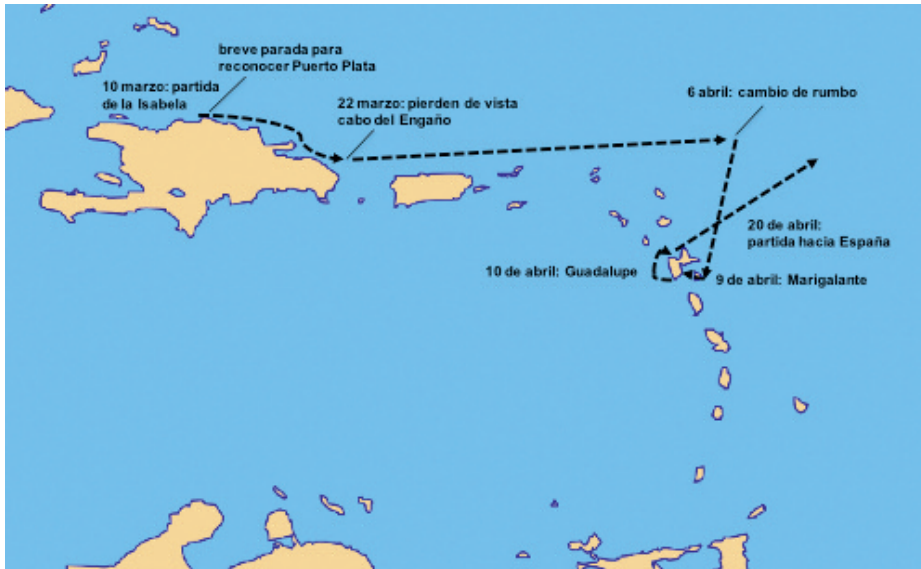 breve parada para
reconocer Puerto Plata
10 marzo: partida
de la Isabela
22 marzo: pierden de vista
cabo del Engaño
6 abril: cambio de rumbo
20 de abril:
partida hacia España
10 de abril: Guadalupe
9 de abril: Marigalante